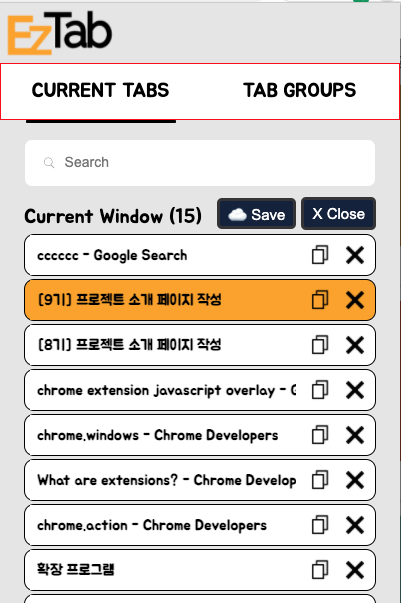 EzTab
CURRENT TABS TAB GROUPS
Search
Current Window (15) Save X Close
cccccc - Google Search
[9기] 프로젝트 소개 페이지 작성
[8기] 프로젝트 소개 페이지 작성
chrome extension javascript overlay - G
chrome.windows - Chrome Developers
What are extensions? - Chrome Develop
chrome.action - Chrome Developers
확장 프로그램